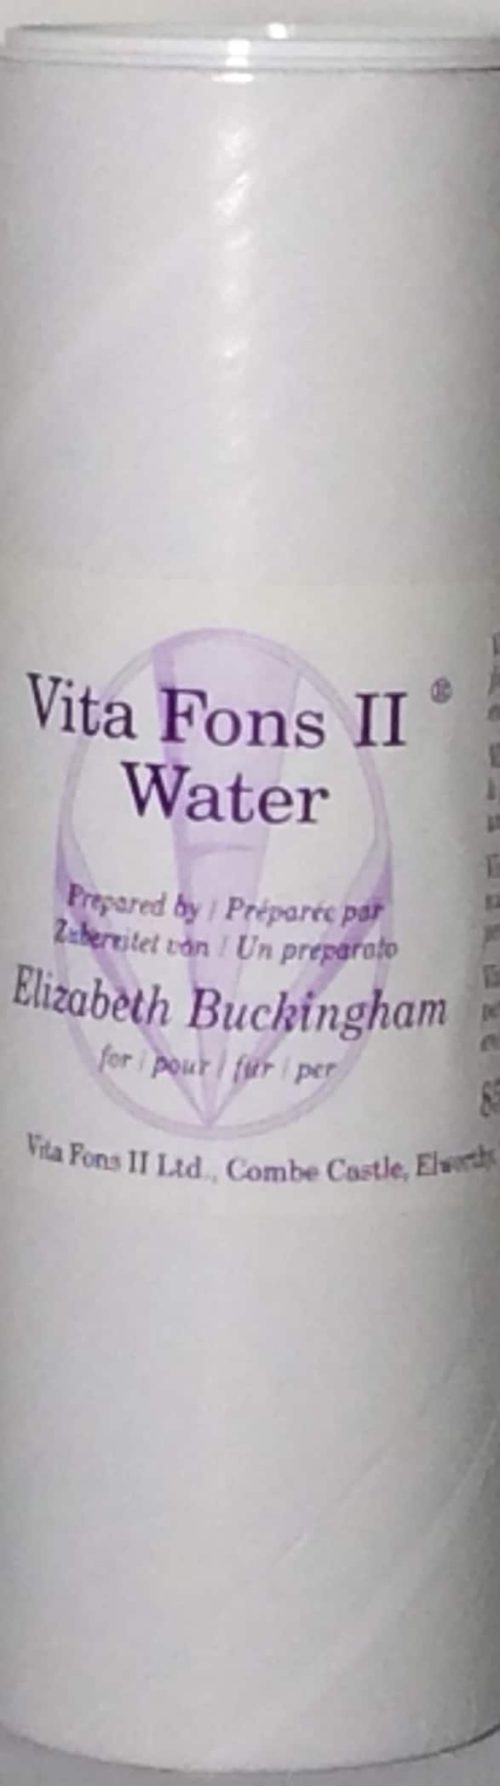 Vita Fons II ®
Water
Prepared by / Préparée par
Zubereitet von / Un preparato
Elizabeth Buckingham
for / pour / für / per
Vita Fons II Ltd., Combe Castle, Elworthy,